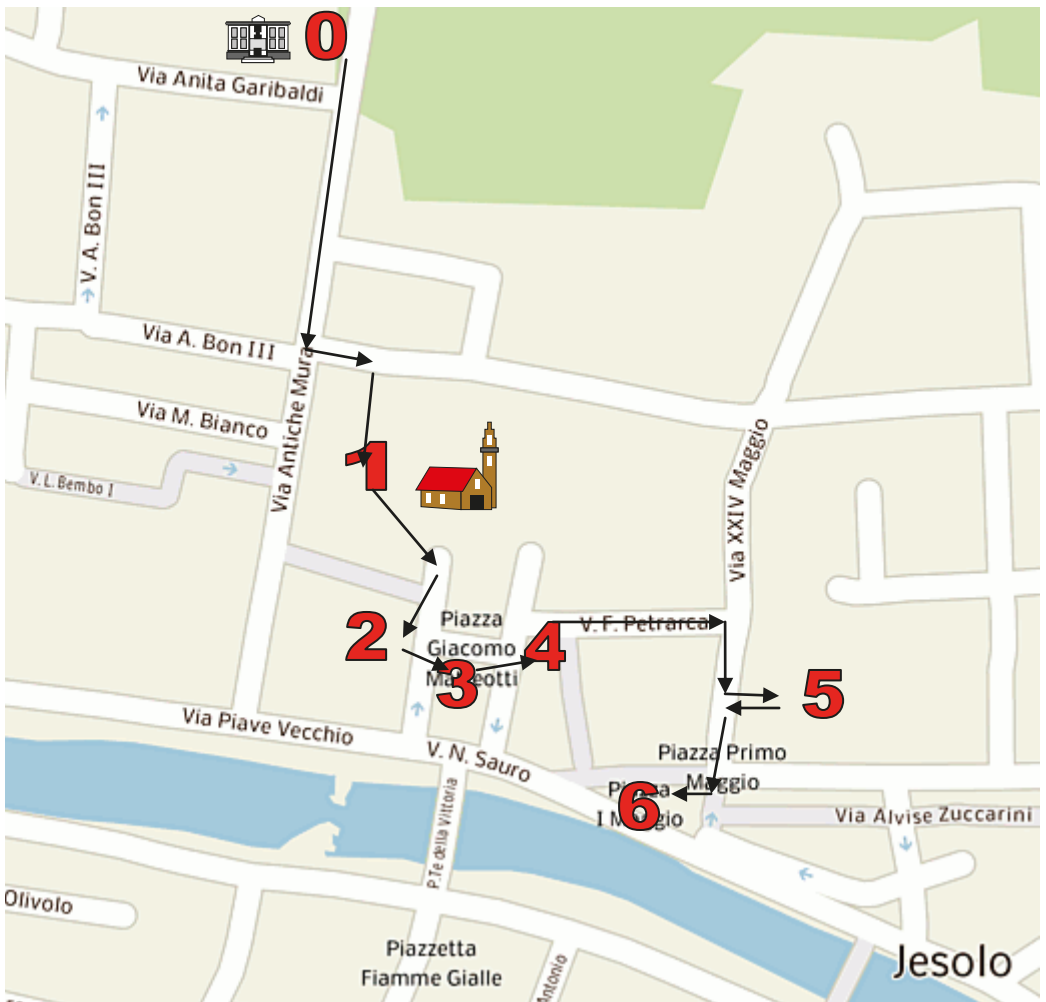 0
Via Anita Garibaldi
V. A. Bon III
Via A. Bon III
Via M. Bianco
V. L. Bembo I
Via Antiche Mura
1
Via XXIV Maggio
2
Piazza
Giacomo
Matteotti
3
4
V. F. Petrarca
5
Via Piave Vecchio
V. N. Sauro
Piazza Primo
Maggio
Piazza
I Maggio
6
Via Alvise Zuccarini
P.Te della Vittoria
Olivolo
Piazzetta
Fiamme Gialle
Antonio
Jesolo